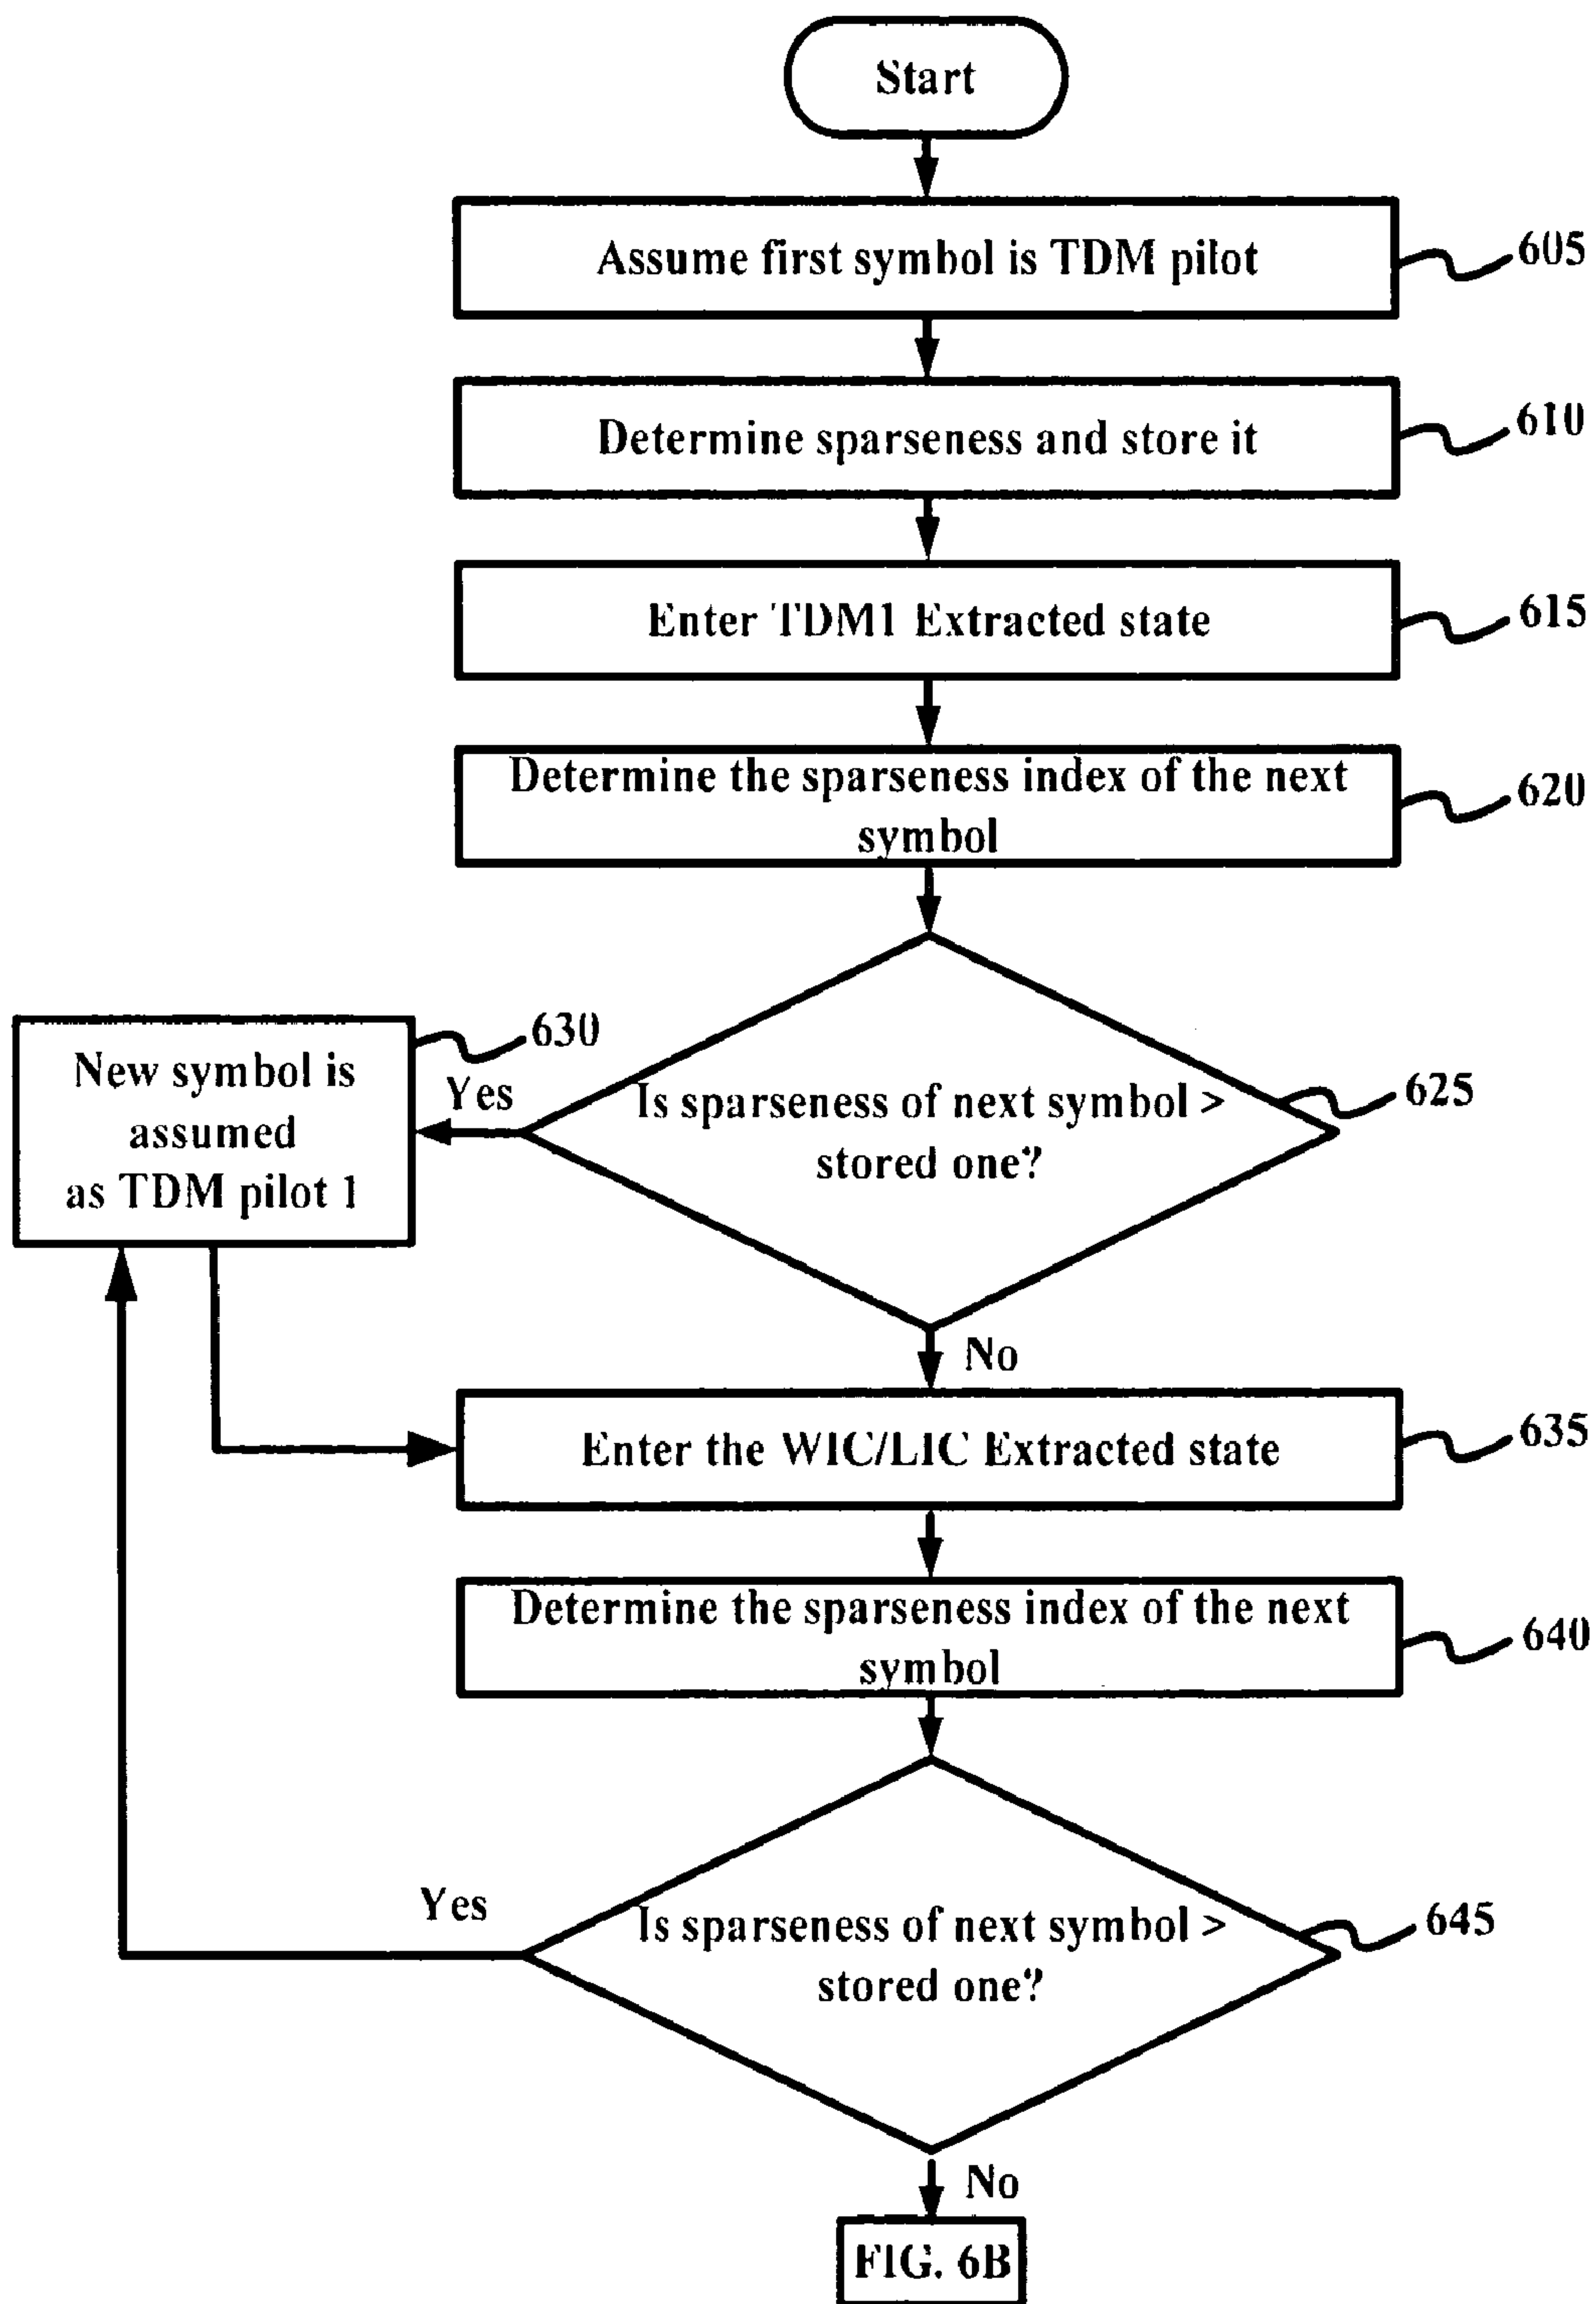 Start
Assume first symbol is TDM pilot
605
Determine sparseness and store it
610
Enter TDM1 Extracted state
615
Determine the sparseness index of the next
symbol
620
630
New symbol is
assumed
as TDM pilot 1
Yes
Is sparseness of next symbol >
stored one?
625
No
Enter the WIC/LIC Extracted state
635
Determine the sparseness index of the next
symbol
640
Yes
Is sparseness of next symbol >
stored one?
645
No
FIG. 6B